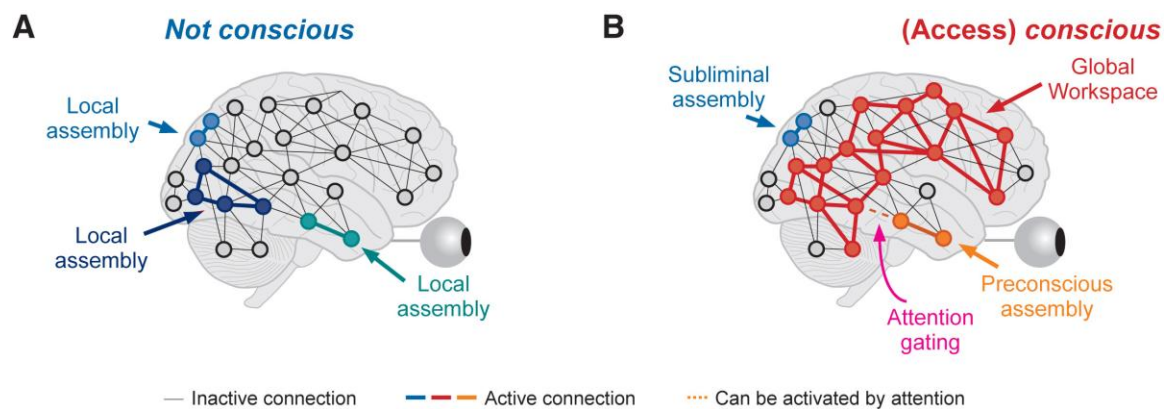 A
Not conscious
Local
assembly
Local
assembly
Local
assembly
B
(Access) conscious
Subliminal
assembly
Global
Workspace
Preconscious
assembly
Attention
gating
Inactive connection
Active connection
Can be activated by attention